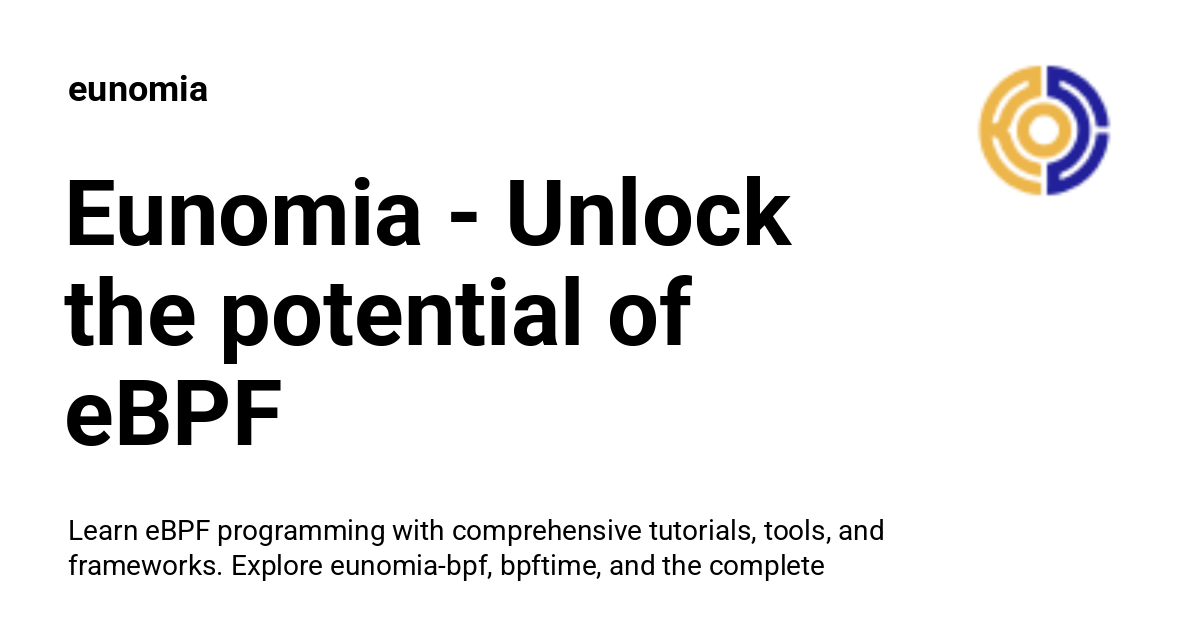 eunomia
Eunomia - Unlock
the potential of
eBPF
Learn eBPF programming with comprehensive tutorials, tools, and
frameworks. Explore eunomia-bpf, bpftime, and the complete